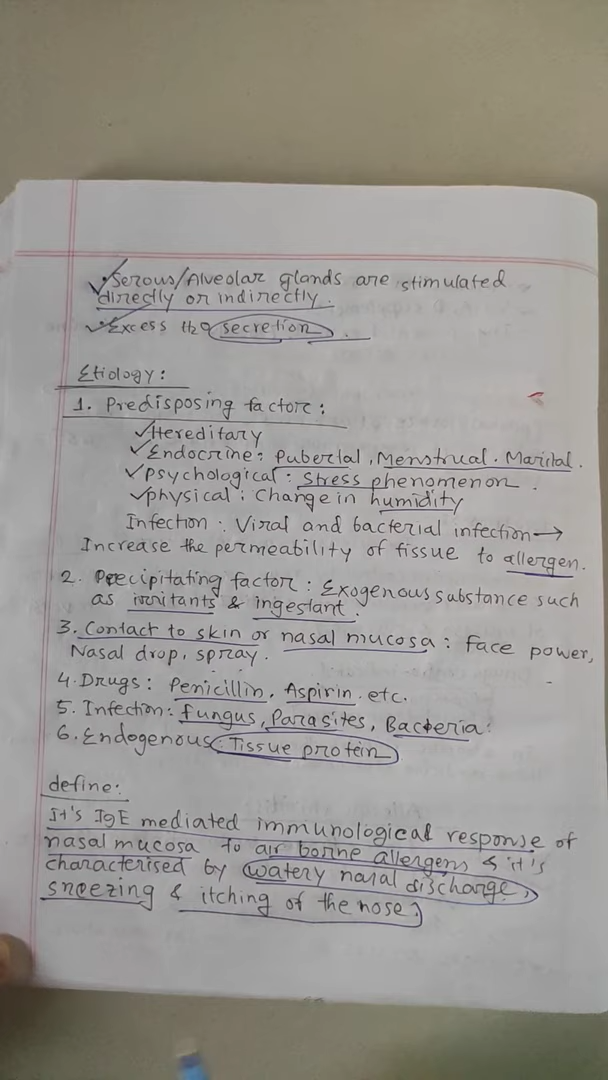 Serous/Alveolar glands are stimulated
directly or indirectly.
Excess H2O secretion.
Etiology:
1. Predisposing factor:
Hereditary
Endocrine: pubertal, Menstrual. Marital.
Psychological: stress phenomenon.
physical: Change in humidity
Infection: Viral and bacterial infection→
Increase the permeability of tissue to allergen.
2. Precipitating factor: Exogenous substance such
as irritants & ingestant.
3. Contact to skin or nasal mucosa: Face power,
Nasal drop, spray.
4. Drugs: Penicillin, Aspirin. etc.
5. Infection: fungus, Parasites, Bacteria:
6. Endogenous: Tissue protein
define:
It's IgE mediated immunological response of
nasal mucosa to air borne allergens & it's
characterised by watery nasal discharge,
sneezing & itching of the nose.